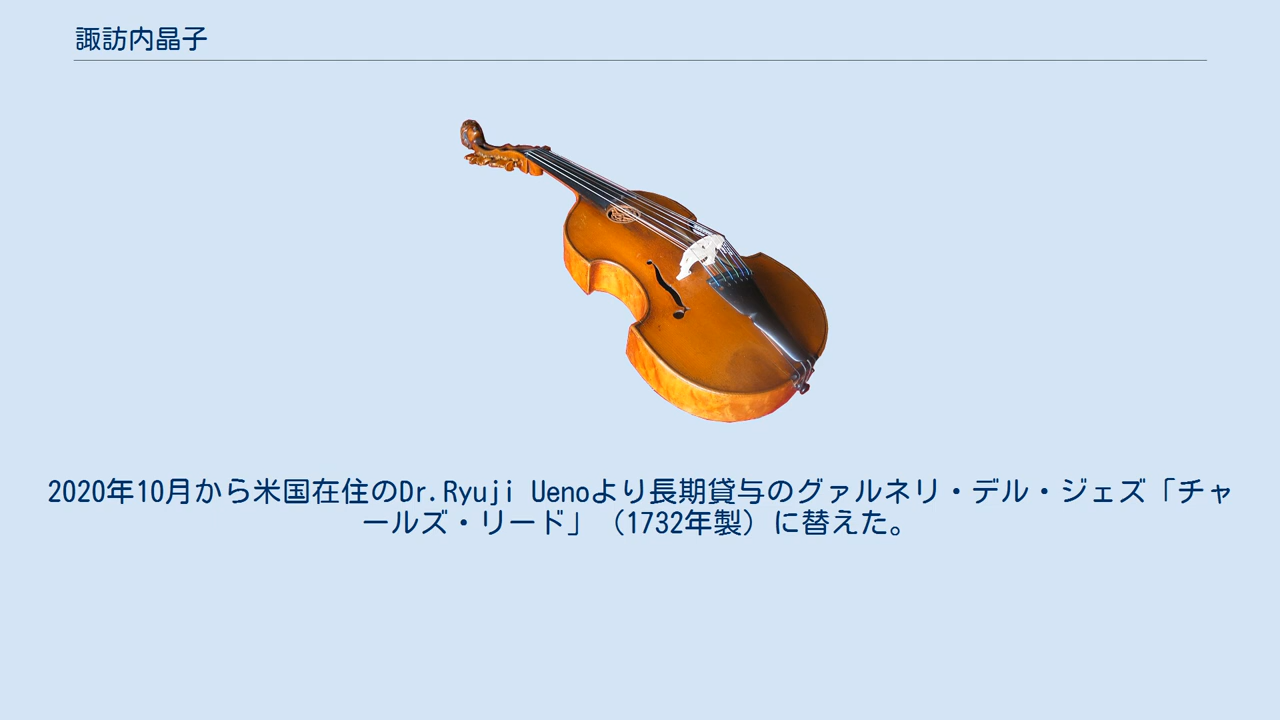 諏訪内晶子
2020年10月から米国在住のDr.Ryuji Uenoより長期貸与のグァルネリ・デル・ジェズ「チャ
ールズ・リード」（1732年製）に替えた。